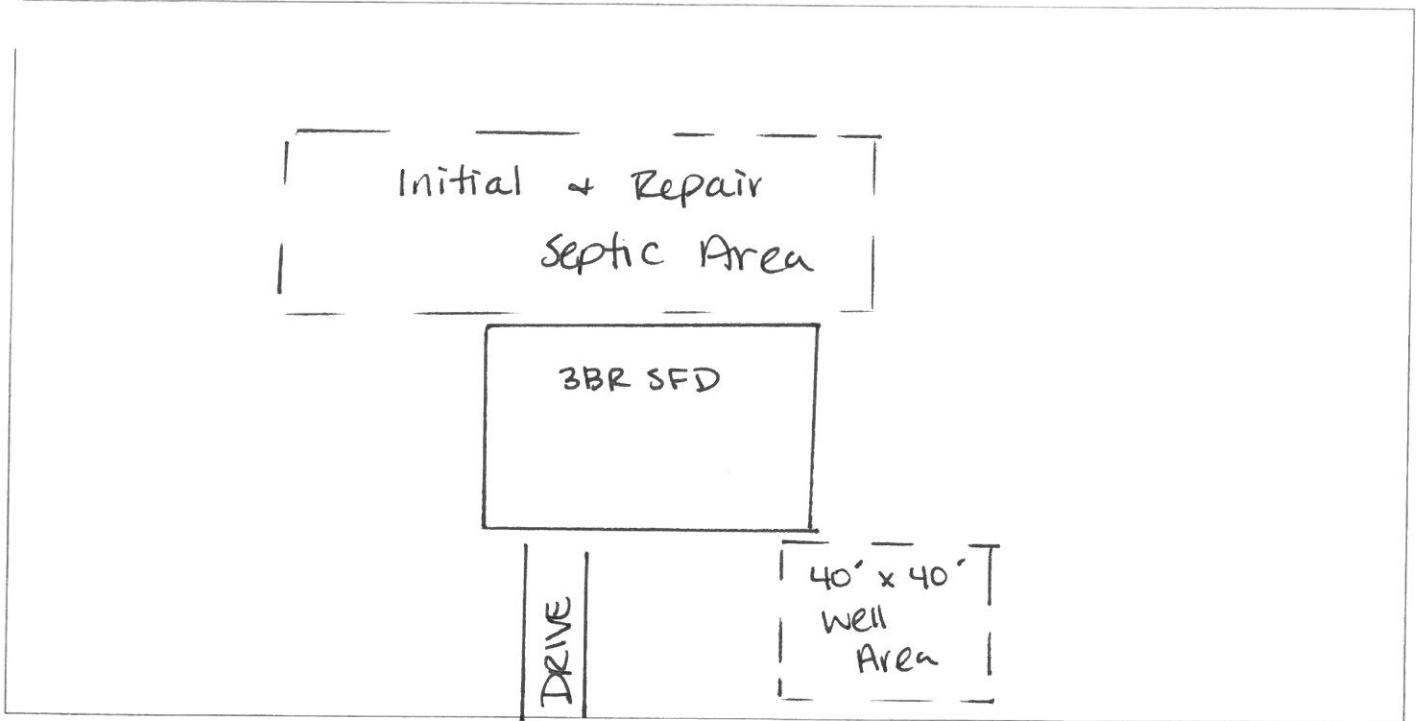 Initial & Repair
Septic Area
3BR SFD
DRIVE
40' x 40'
Well
Area